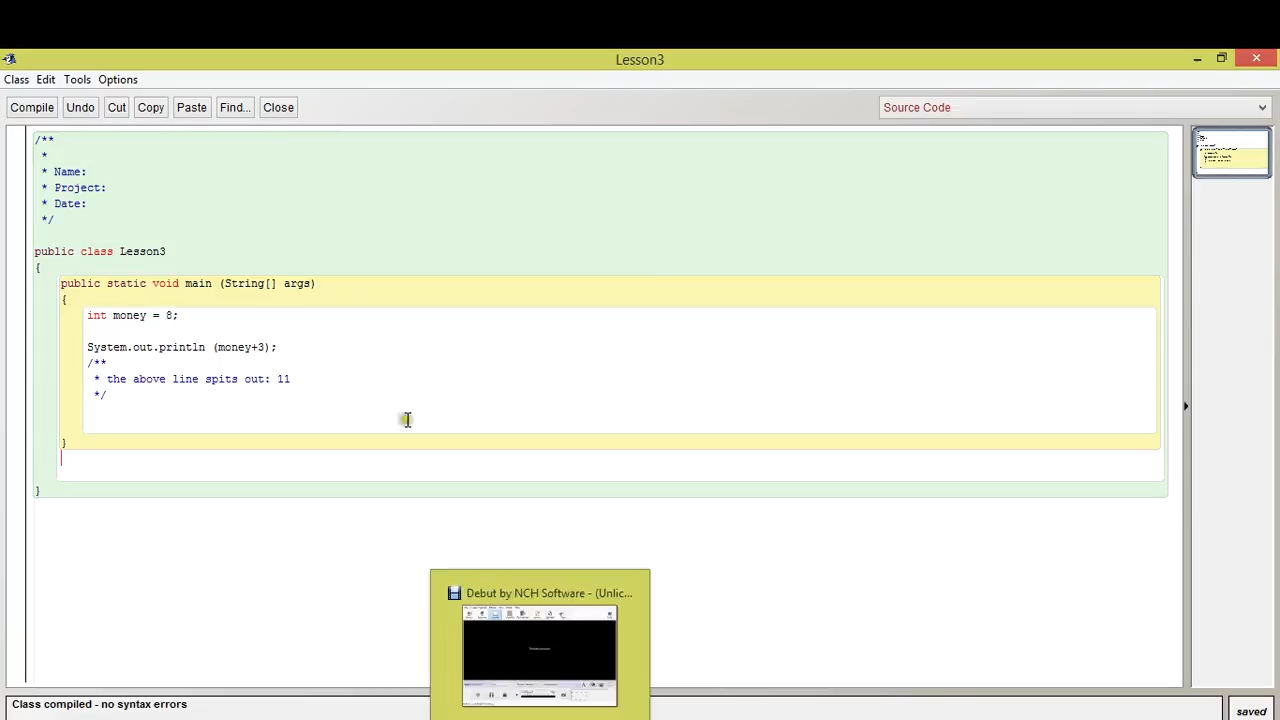 Lesson3
Class Edit Tools Options
Compile Undo Cut Copy Paste Find... Close Source Code
/**
*
* Name:
* Project:
* Date:
*/
public class Lesson3
{
public static void main (String[] args)
{
int money = 8;
System.out.println (money+3);
/**
* the above line spits out: 11
*/
}
}
Debut by NCH Software - (Unlic...
Class compiled - no syntax errors
saved